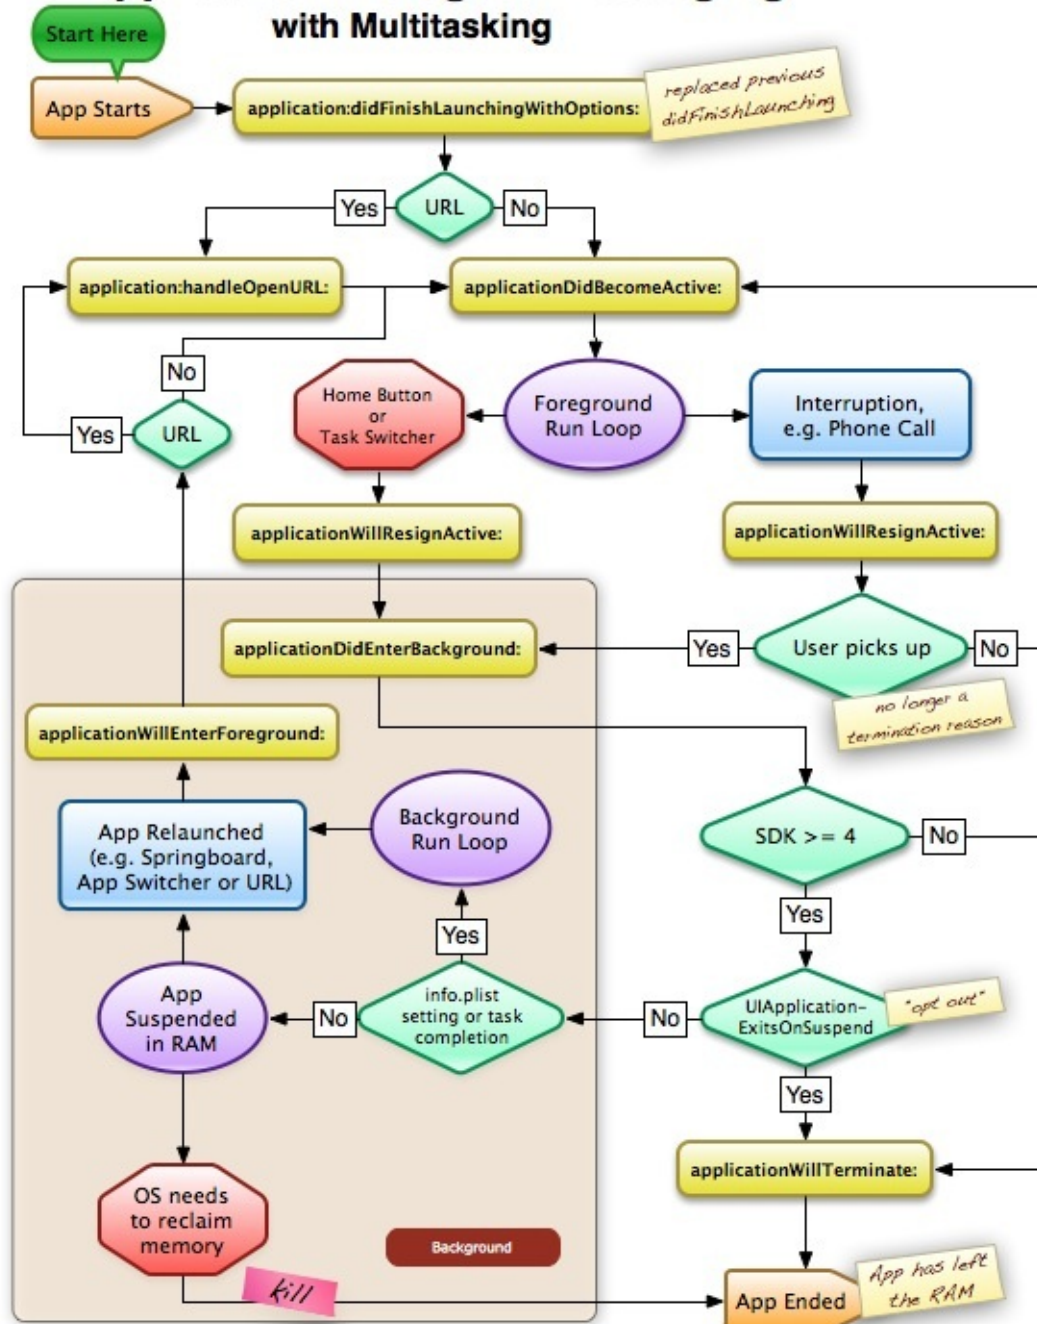 with Multitasking
Start Here
App Starts
application:didFinishLaunchingWithOptions:
replaced previous
didFinishLaunching
Yes
URL
No
application:handleOpenURL:
applicationDidBecomeActive:
No
Yes
URL
Home Button
or
Task Switcher
Foreground
Run Loop
Interruption,
e.g. Phone Call
applicationWillResignActive:
applicationWillResignActive:
applicationDidEnterBackground:
Yes
User picks up
No
no longer a
termination reason
applicationWillEnterForeground:
App Relaunched
(e.g. Springboard,
App Switcher or URL)
Background
Run Loop
SDK >= 4
No
Yes
Yes
App
Suspended
in RAM
No
info.plist
setting or task
completion
No
UIApplication-
ExitsOnSuspend
"opt out"
Yes
applicationWillTerminate:
OS needs
to reclaim
memory
Background
kill
App Ended
App has left
the RAM